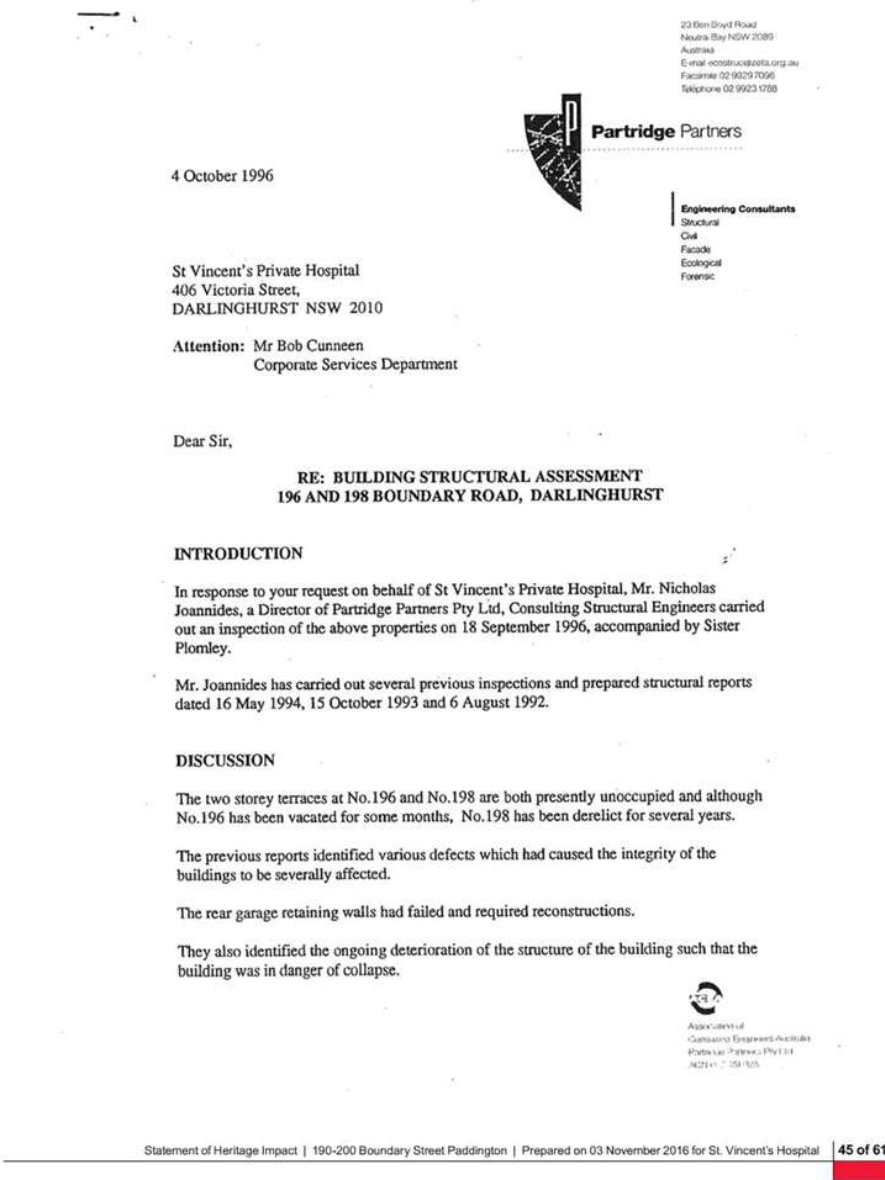 23 Ben Boyd Road
Neutral Bay NSW 2089
Australia
Facsimile 02 9929 7096
Telephone 02 9923 1788
P
Partridge Partners
4 October 1996
Engineering Consultants
Structural
Civil
Facade
Ecological
Forensic
St Vincent's Private Hospital
406 Victoria Street,
DARLINGHURST NSW 2010
Attention: Mr Bob Cunneen
Corporate Services Department
Dear Sir,
RE: BUILDING STRUCTURAL ASSESSMENT
196 AND 198 BOUNDARY ROAD, DARLINGHURST
INTRODUCTION
In response to your request on behalf of St Vincent's Private Hospital, Mr. Nicholas
Joannides, a Director of Partridge Partners Pty Ltd, Consulting Structural Engineers carried
out an inspection of the above properties on 18 September 1996, accompanied by Sister
Plomley.
Mr. Joannides has carried out several previous inspections and prepared structural reports
dated 16 May 1994, 15 October 1993 and 6 August 1992.
DISCUSSION
The two storey terraces at No.196 and No.198 are both presently unoccupied and although
No.196 has been vacated for some months, No.198 has been derelict for several years.
The previous reports identified various defects which had caused the integrity of the
buildings to be severally affected.
The rear garage retaining walls had failed and required reconstructions.
They also identified the ongoing deterioration of the structure of the building such that the
building was in danger of collapse.
Association of
Consulting Engineers Australia
Partridge Partners Pty Ltd
Statement of Heritage Impact | 190-200 Boundary Street Paddington | Prepared on 03 November 2016 for St. Vincent's Hospital
45 of 61